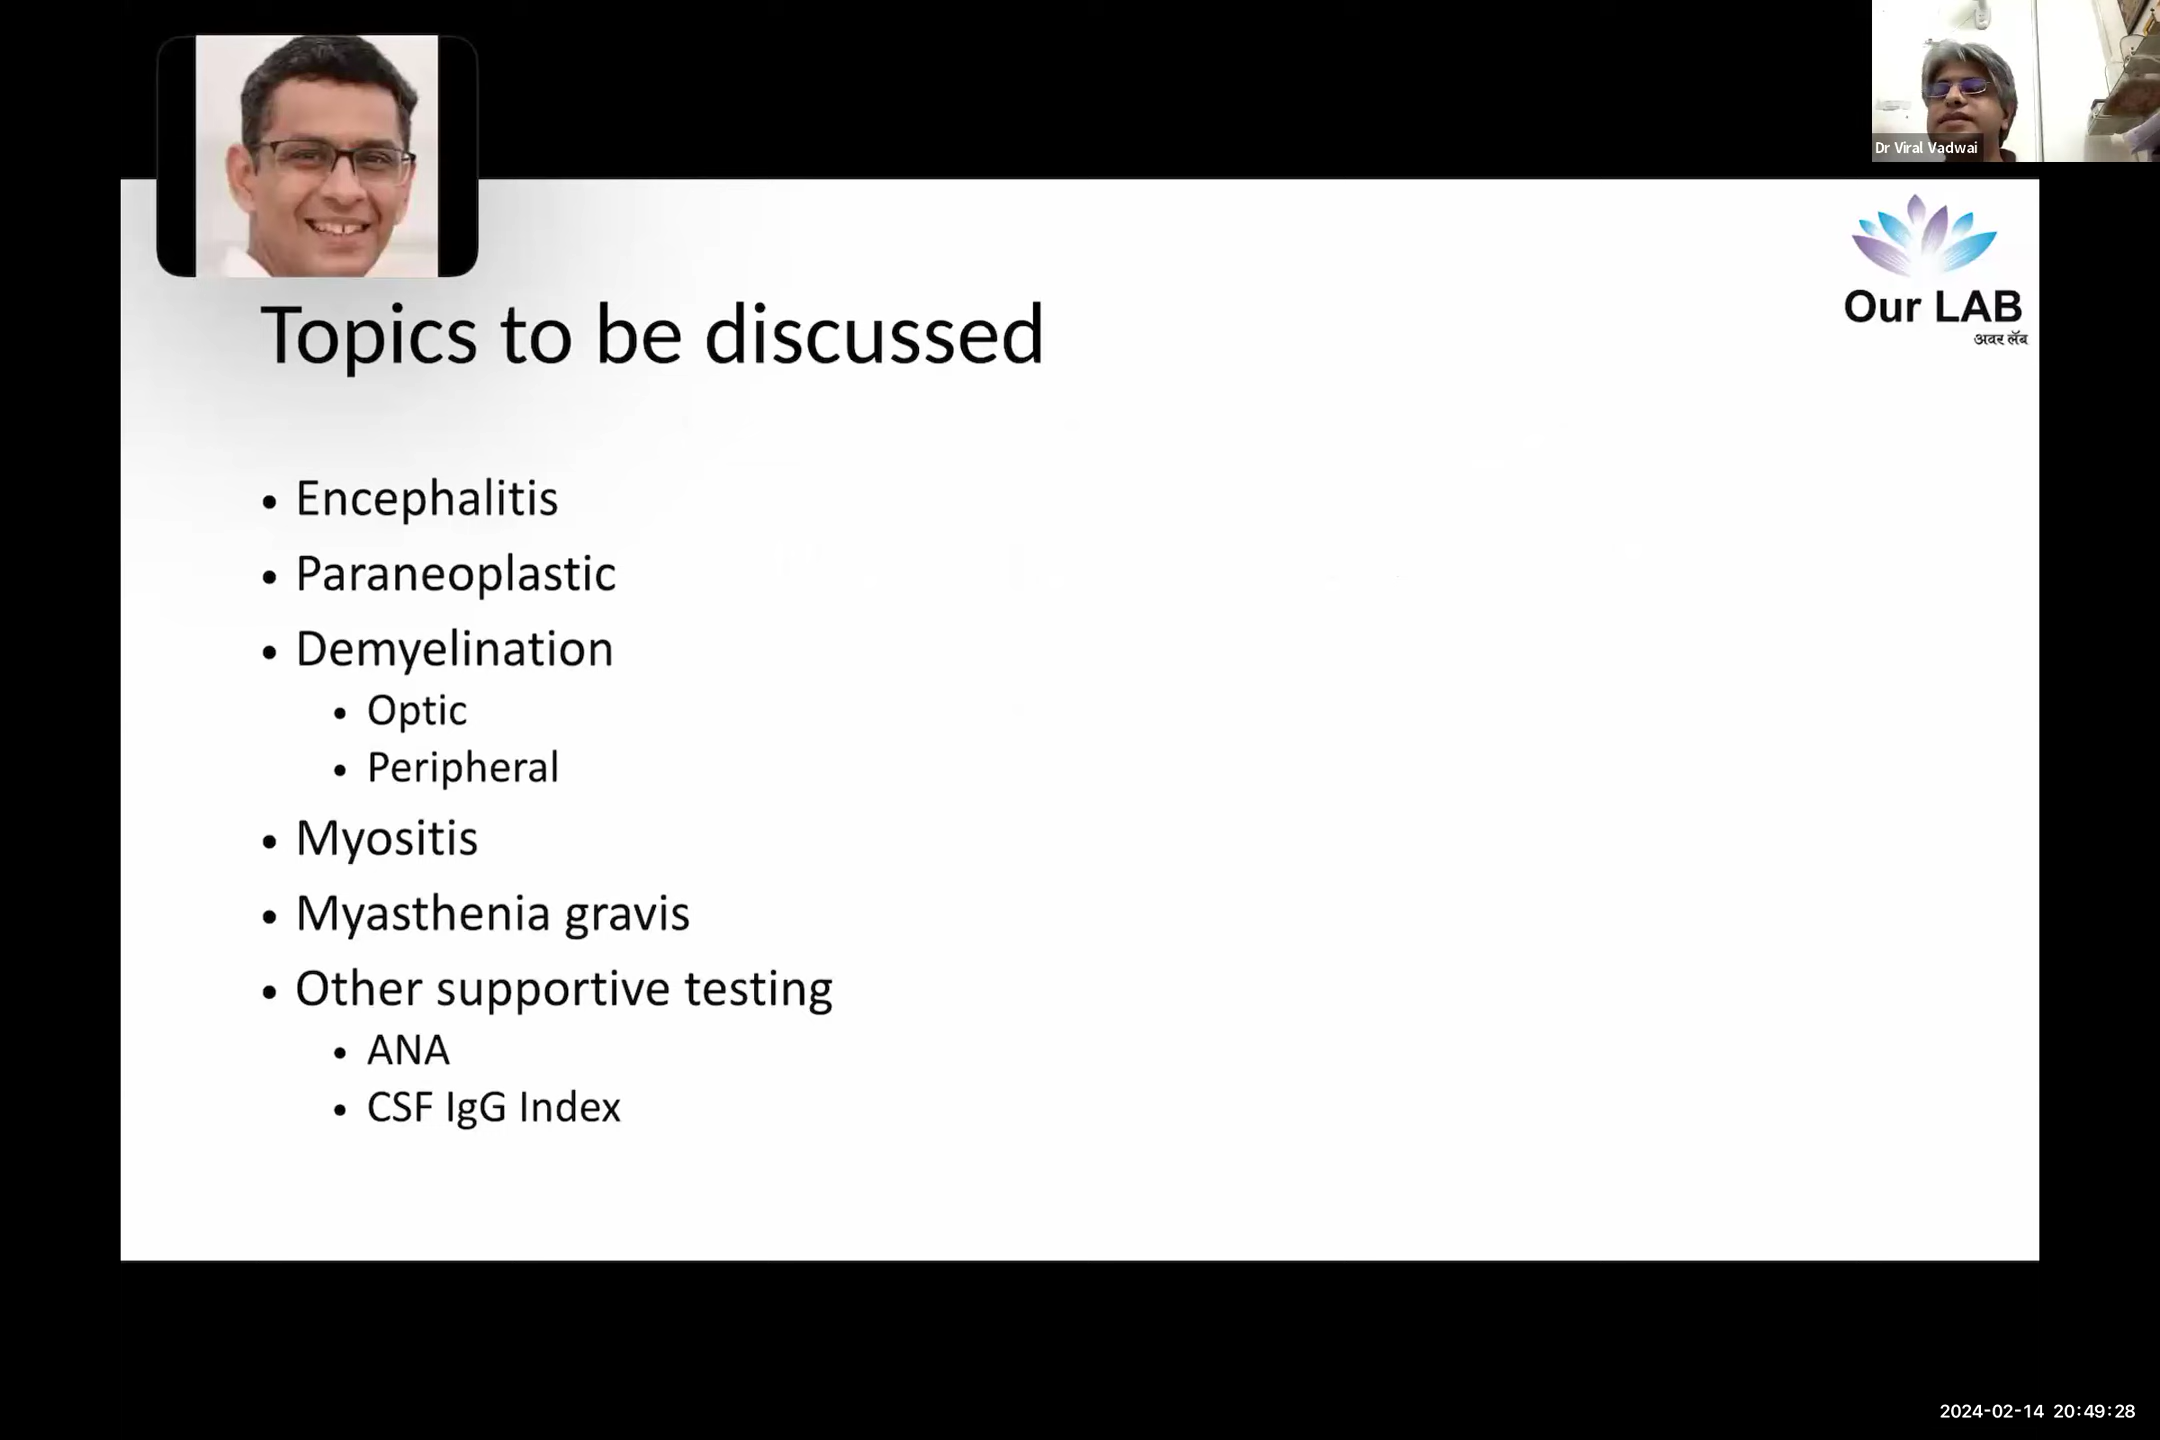 Dr Viral Vadwai
Our LAB
अवर लॅब
Topics to be discussed
• Encephalitis
• Paraneoplastic
• Demyelination
• Optic
• Peripheral
• Myositis
• Myasthenia gravis
• Other supportive testing
• ANA
• CSF IgG Index
2024-02-14 20:49:28